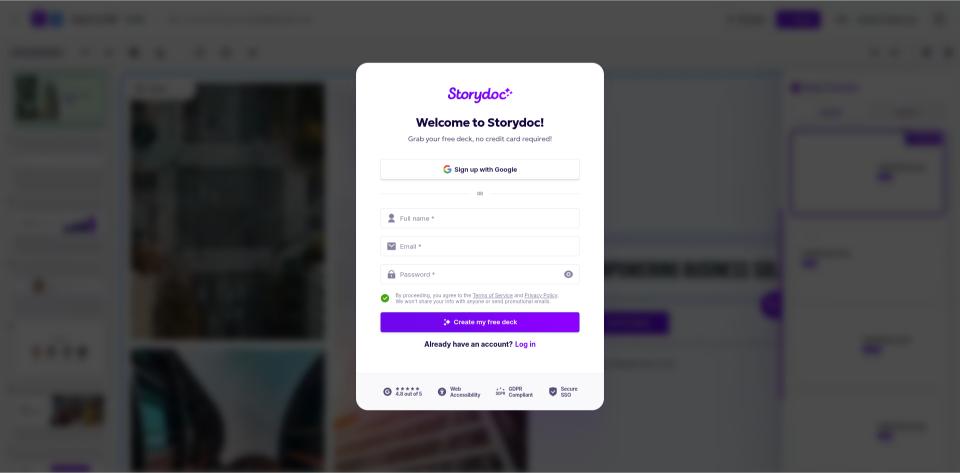 Storydoc
Welcome to Storydoc!
Grab your free deck, no credit card required!
Sign up with Google
OR
Full name *
Email *
Password *
By proceeding, you agree to the Terms of Service and Privacy Policy.
We won't share your info with anyone or send promotional emails.
Create my free deck
Already have an account? Log in
4.8 out of 5
Web
Accessibility
GDPR
GDPR
Compliant
Secure
SSO